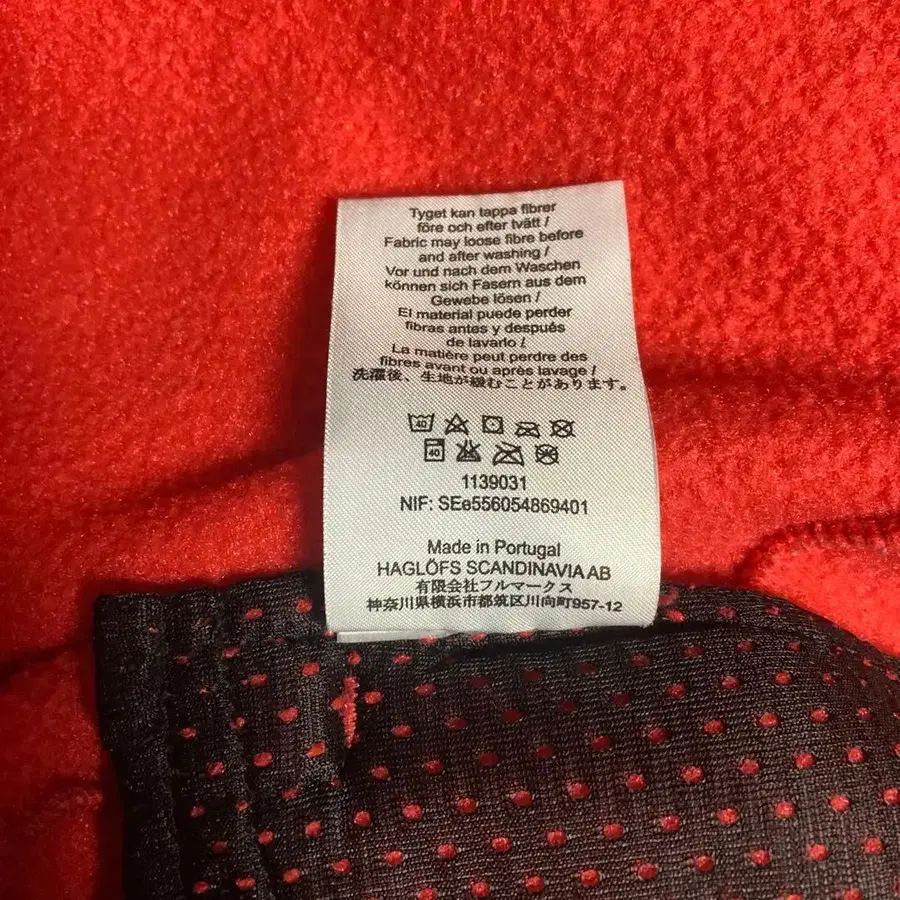 Tyget kan tappa fibrer
före och efter tvätt /
Fabric may loose fibre before
and after washing /
Vor und nach dem Waschen
können sich Fasern aus dem
Gewebe lösen /
El material puede perder
fibras antes y después
de lavarlo /
La matière peut perdre des
fibres avant ou après lavage /
洗濯後、生地が緩むことがあります。
40
40
1139031
NIF: SEe556054869401
Made in Portugal
HAGLÖFS SCANDINAVIA AB
有限会社フルマークス
神奈川県横浜市都筑区川向町957-12